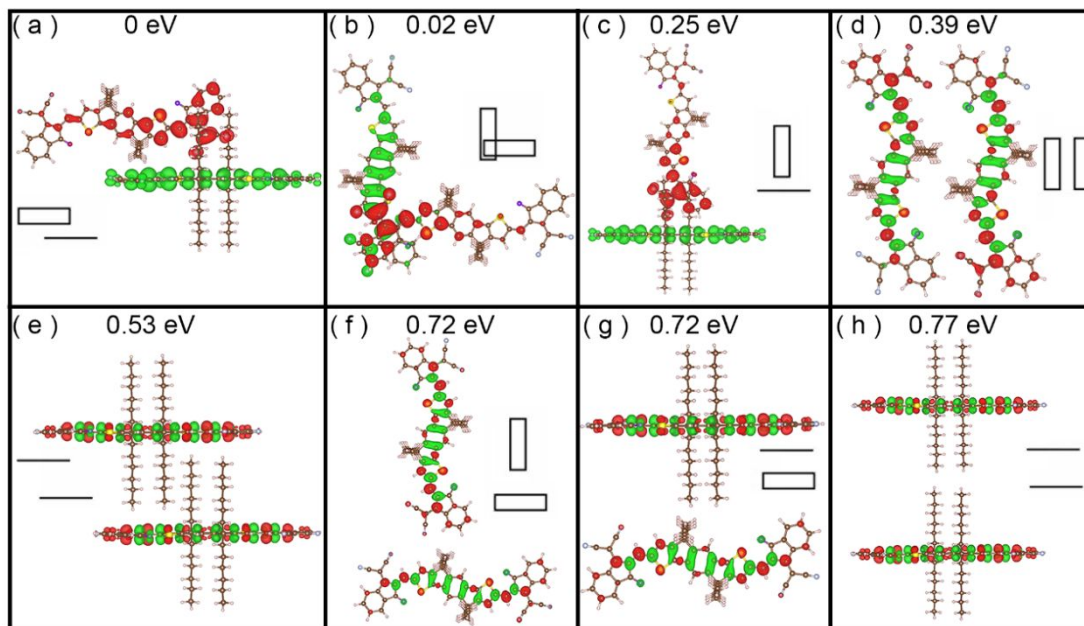 (a) 0 eV
(b) 0.02 eV
(c) 0.25 eV
(d) 0.39 eV
(e) 0.53 eV
(f) 0.72 eV
(g) 0.72 eV
(h) 0.77 eV